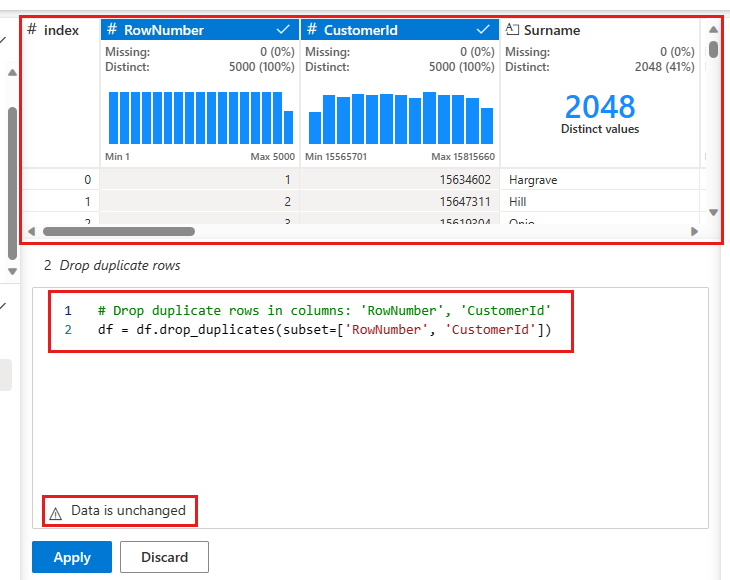 # index
# RowNumber
# CustomerId
Surname
Missing: 0 (0%)
Distinct: 5000 (100%)
Missing: 0 (0%)
Distinct: 5000 (100%)
Missing: 0 (0%)
Distinct: 2048 (41%)
2048
Distinct values
Min 1 Max 5000
Min 15565701 Max 15815660
0 1 15634602 Hargrave
1 2 15647311 Hill
2 3 15619304 Onio
2 Drop duplicate rows
1 # Drop duplicate rows in columns: 'RowNumber', 'CustomerId'
2 df = df.drop_duplicates(subset=['RowNumber', 'CustomerId'])
Data is unchanged
Apply Discard